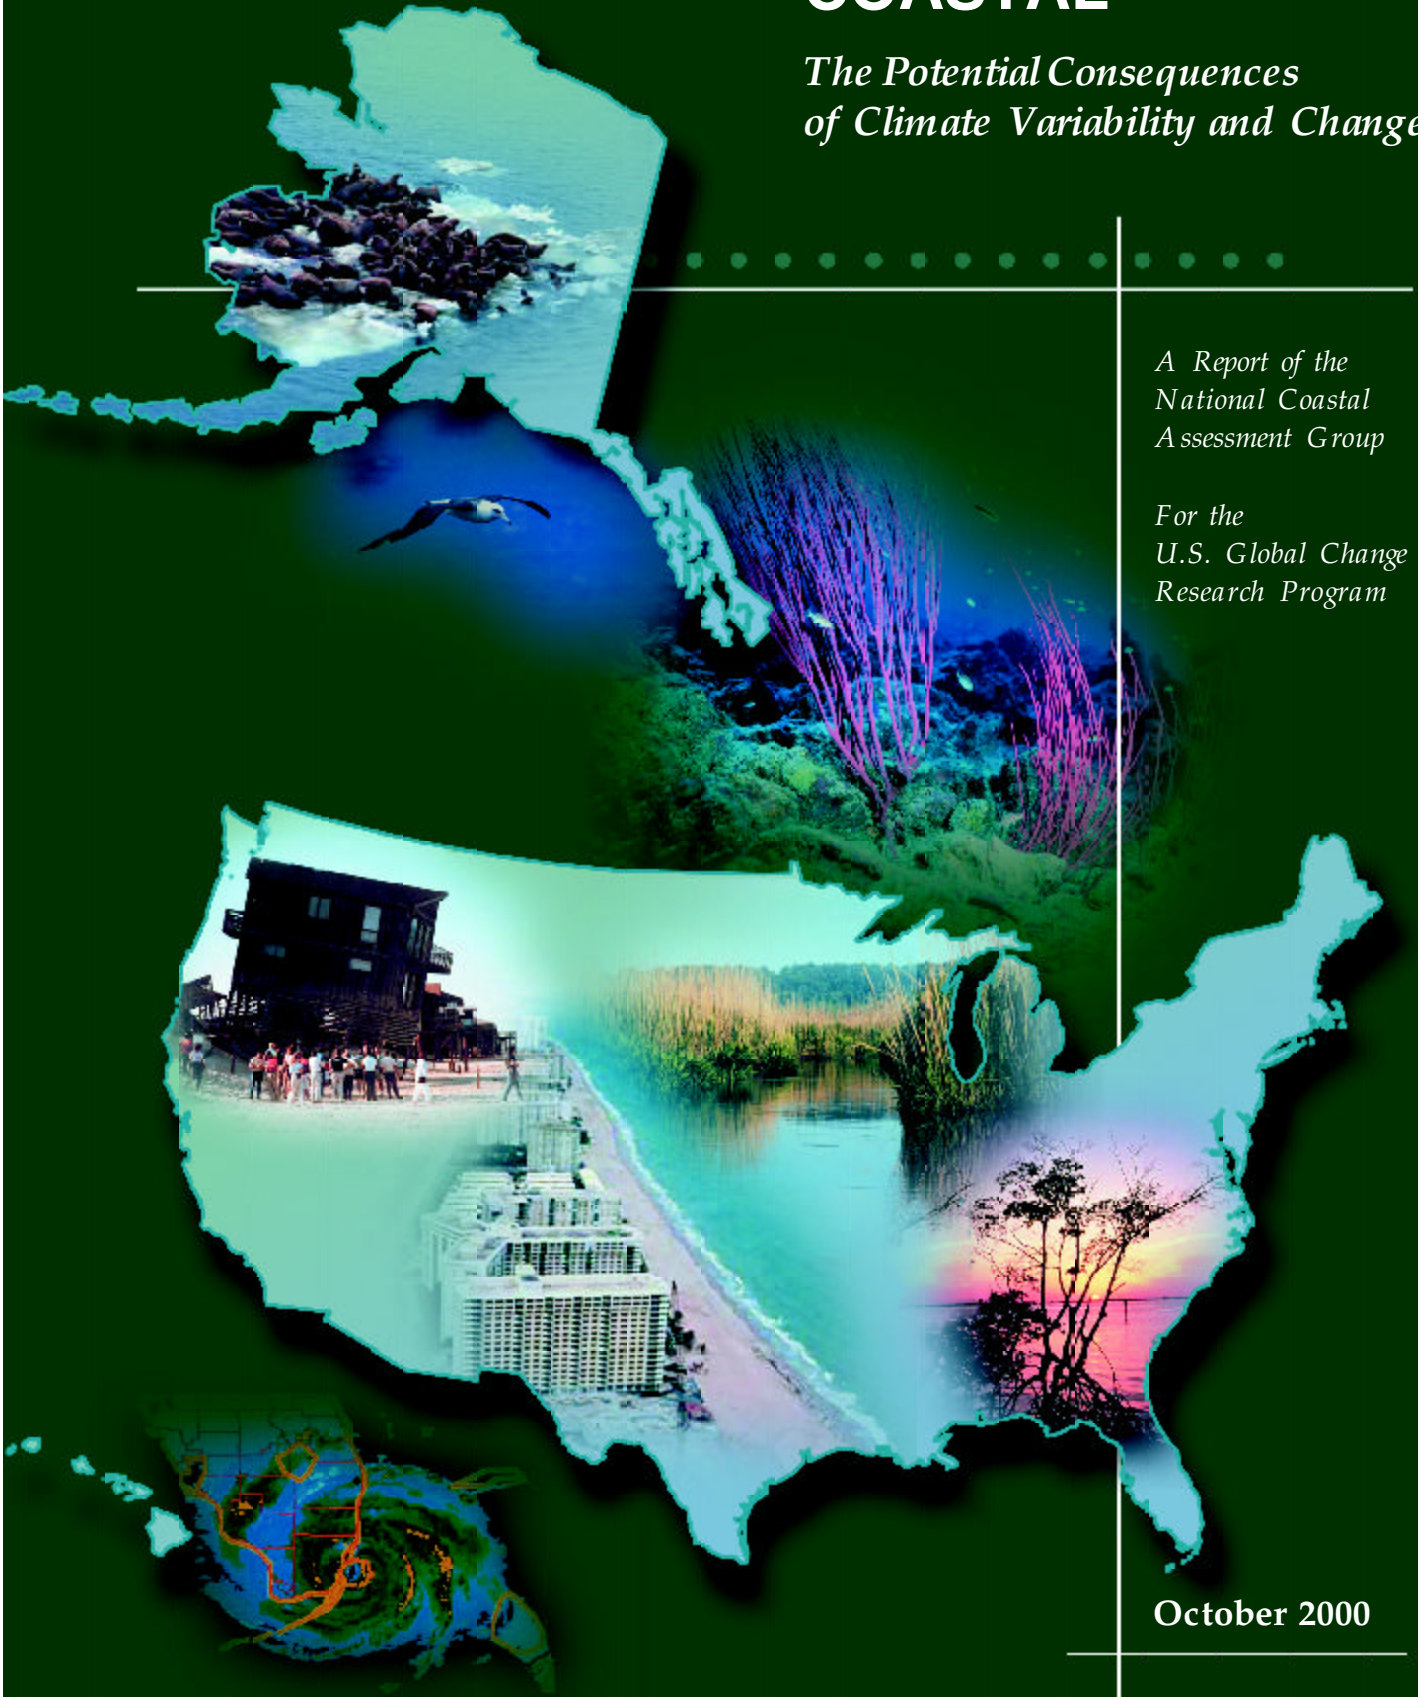 COASTAL
The Potential Consequences
of Climate Variability and Change
A Report of the
National Coastal
Assessment Group
For the
U.S. Global Change
Research Program
October 2000